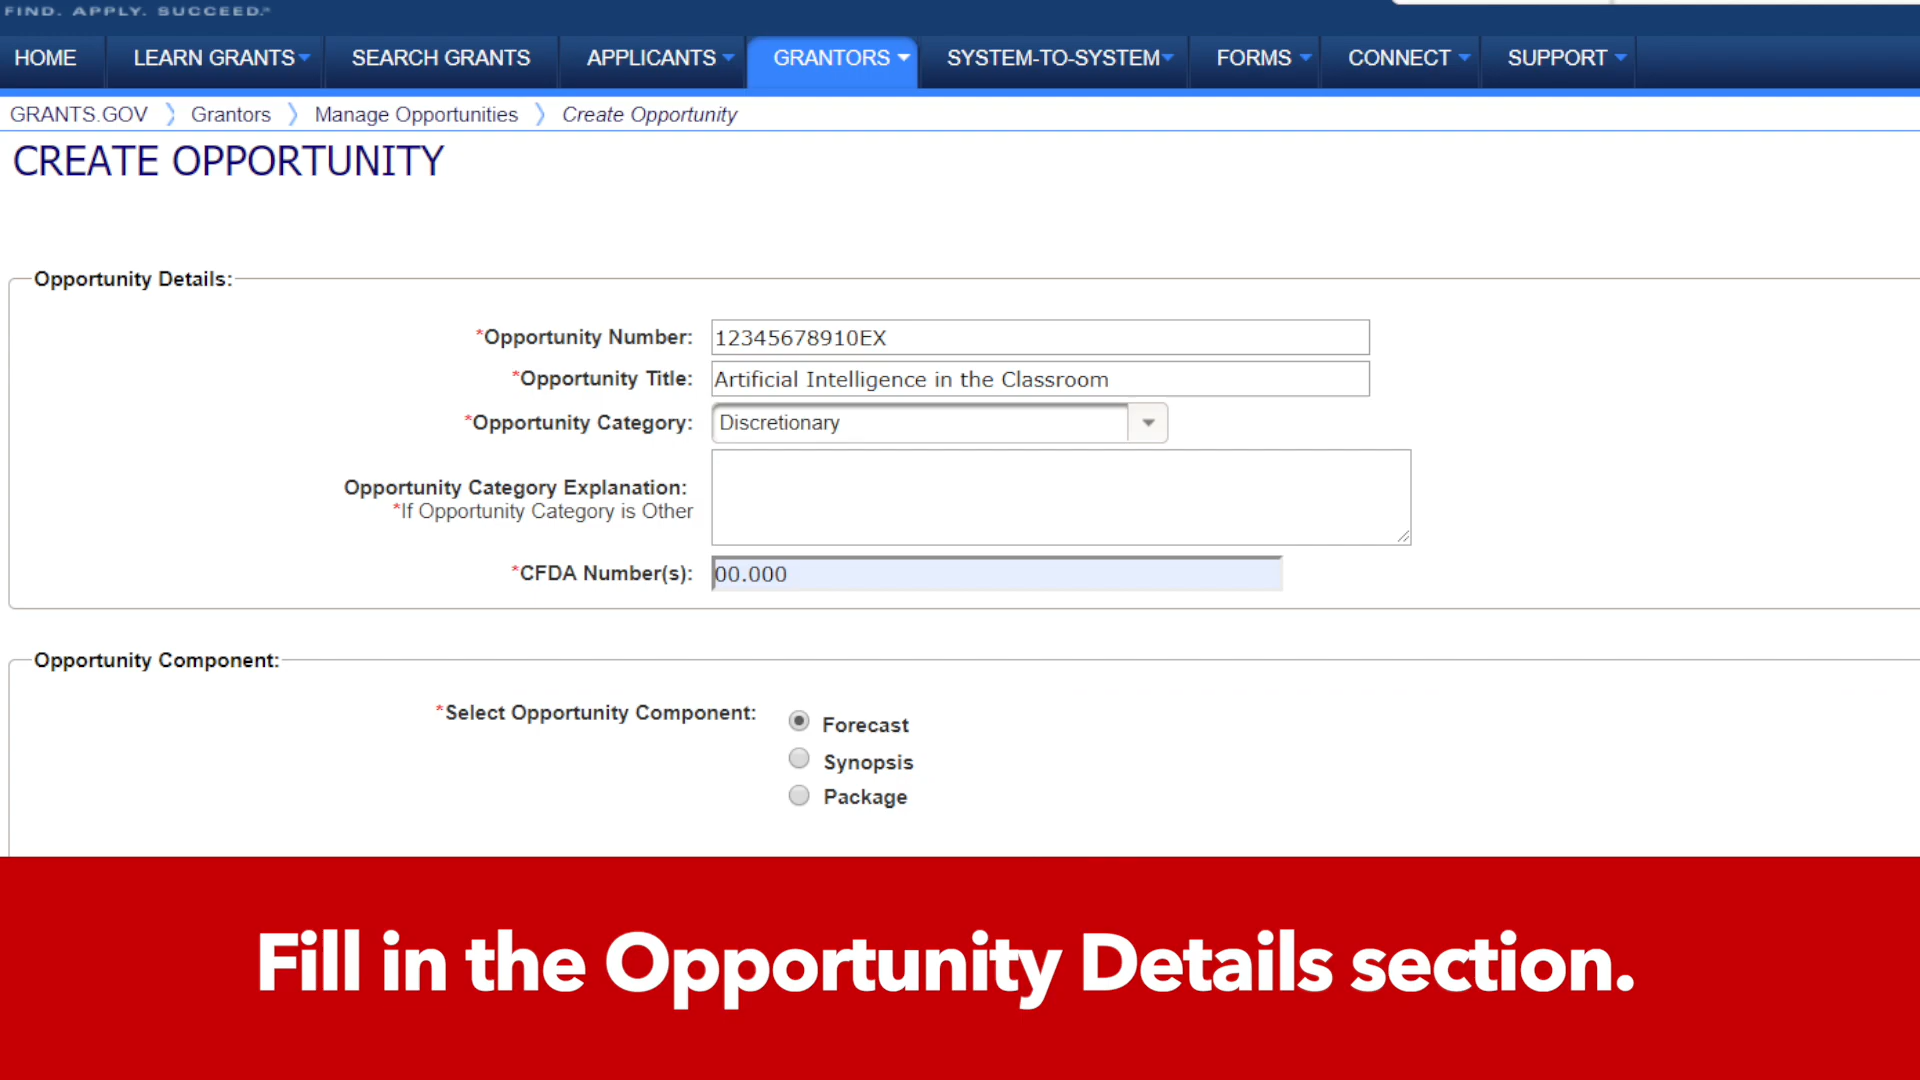 FIND. APPLY. SUCCEED.℠
HOME LEARN GRANTS SEARCH GRANTS APPLICANTS GRANTORS SYSTEM-TO-SYSTEM FORMS CONNECT SUPPORT
GRANTS.GOV 〉 Grantors 〉 Manage Opportunities 〉 Create Opportunity
CREATE OPPORTUNITY
Opportunity Details:
*Opportunity Number: 12345678910EX
*Opportunity Title: Artificial Intelligence in the Classroom
*Opportunity Category: Discretionary
Opportunity Category Explanation:
*If Opportunity Category is Other
*CFDA Number(s): 00.000
Opportunity Component:
*Select Opportunity Component: Forecast
Synopsis
Package
Fill in the Opportunity Details section.